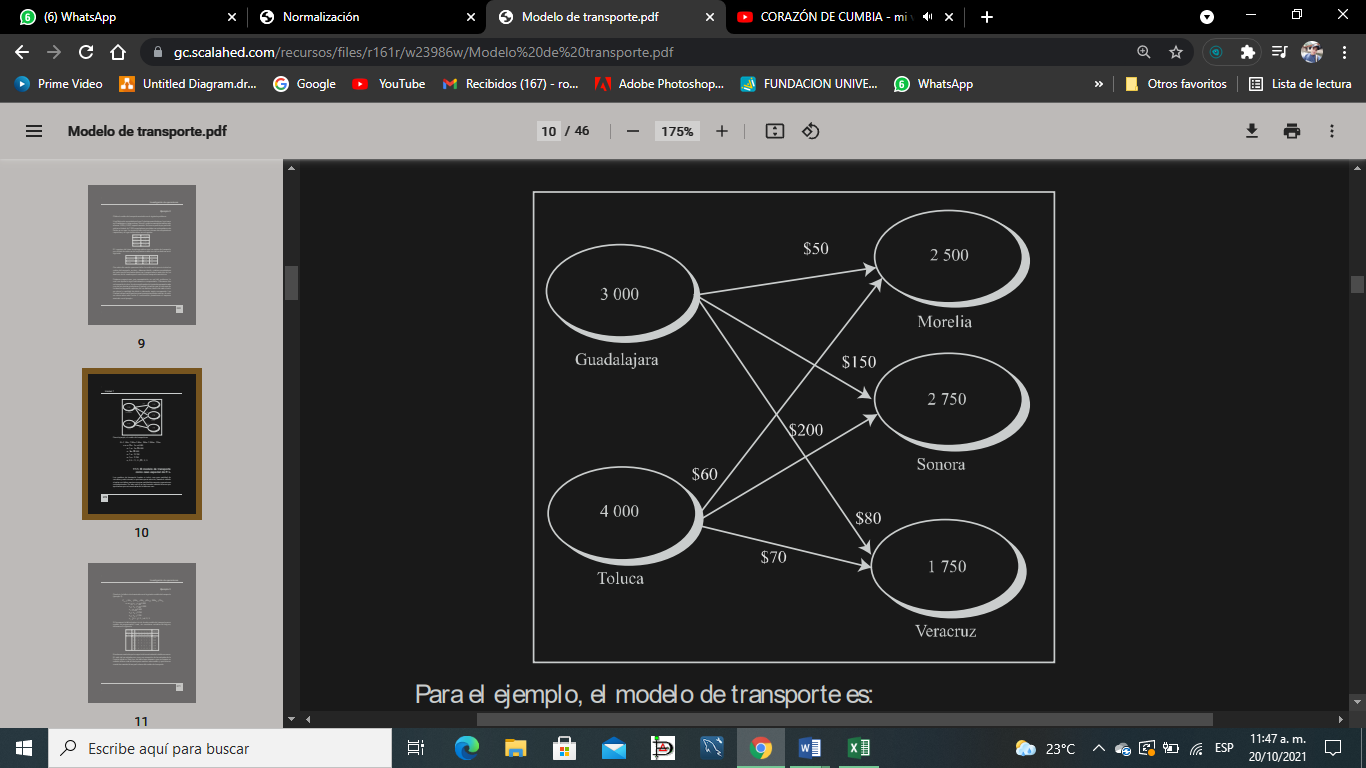 (6) WhatsApp
Normalización
Modelo de transporte.pdf
CORAZÓN DE CUMBIA - mi v
gc.scalahed.com/recursos/files/r161r/w23986w/Modelo%20de%20transporte.pdf
Prime Video
Untitled Diagram.dr...
Google
YouTube
Recibidos (167) - ro...
Adobe Photoshop...
FUNDACION UNIVE...
WhatsApp
»
Otros favoritos
Lista de lectura
Modelo de transporte.pdf
10 / 46
175%
9
10
11
$50
2 500
3 000
Morelia
Guadalajara
$150
2 750
$200
Sonora
$60
4 000
$80
$70
1 750
Toluca
Veracruz
Para el ejemplo, el modelo de transporte es:
Escribe aquí para buscar
23°C
ESP
11:47 a. m.
20/10/2021